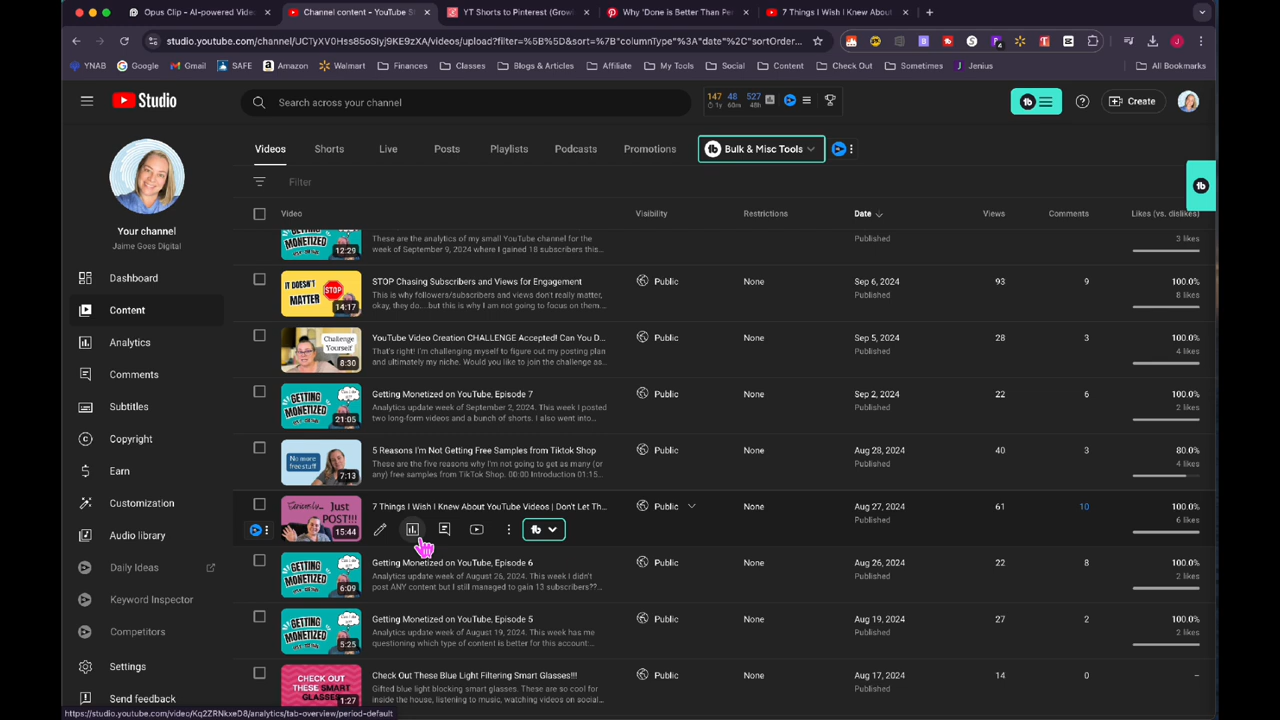 Opus Clip - AI-powered Vide
Channel content - YouTube S
YT Shorts to Pinterest (Grow
Why 'Done is Better Than Per
7 Things I Wish I Knew Abou
studio.youtube.com/channel/UCTyXV0Hss85oSlyj9KE9zXA/videos/upload?filter=%5B%5D&sort=%7B"columnType"%3A"date"%2C"sortOrder...
YNAB
Google
Gmail
SAFE
Amazon
Walmart
Finances
Classes
Blogs & Articles
Affiliate
My Tools
Social
Content
Check Out
Sometimes
Jenius
All Bookmarks
Studio
Search across your channel
147 48 527
1y 60m 48h
Create
Your channel
Jaime Goes Digital
Dashboard
Content
Analytics
Comments
Subtitles
Copyright
Earn
Customization
Audio library
Daily Ideas
Keyword Inspector
Competitors
Settings
Send feedback
Videos
Shorts
Live
Posts
Playlists
Podcasts
Promotions
Bulk & Misc Tools
Filter
Video
Visibility
Restrictions
Date
Views
Comments
Likes (vs. dislikes)
MONETIZED
12:29
These are the analytics of my small YouTube channel for the
week of September 9, 2024 where I gained 18 subscribers this...
Published
3 likes
IT DOESN'T
MATTER
STOP
14:17
STOP Chasing Subscribers and Views for Engagement
This is why followers/subscribers and views don't really matter,
okay, they do....but this is why I am not going to focus on them...
Public
None
Sep 6, 2024
Published
93
9
100.0%
8 likes
Challenge
Yourself
8:30
YouTube Video Creation CHALLENGE Accepted! Can You D...
That's right! I'm challenging myself to figure out my posting plan
and ultimately my niche. Would you like to join the challenge as...
Public
None
Sep 5, 2024
Published
28
3
100.0%
4 likes
GETTING
MONETIZED
21:05
Getting Monetized on YouTube, Episode 7
Analytics update week of September 2, 2024. This week I posted
two long-form videos and a bunch of shorts. I also went into...
Public
None
Sep 2, 2024
Published
22
6
100.0%
2 likes
No more
free stuff
7:13
5 Reasons I'm Not Getting Free Samples from Tiktok Shop
These are the five reasons why I'm not going to get as many (or
any) free samples from TikTok Shop. 00:00 Introduction 01:15...
Public
None
Aug 28, 2024
Published
40
3
80.0%
4 likes
Just
POST!!!
15:44
7 Things I Wish I Knew About YouTube Videos | Don't Let Th...
Public
None
Aug 27, 2024
Published
61
10
100.0%
6 likes
GETTING
MONETIZED
6:09
Getting Monetized on YouTube, Episode 6
Analytics update week of August 26, 2024. This week I didn't
post ANY content but I still managed to gain 13 subscribers??...
Public
None
Aug 26, 2024
Published
22
8
100.0%
2 likes
GETTING
MONETIZED
5:25
Getting Monetized on YouTube, Episode 5
Analytics update week of August 19, 2024. This week has me
questioning which type of content is better for this account...
Public
None
Aug 19, 2024
Published
27
2
100.0%
2 likes
CHECK OUT
THESE SMART
GLASSES
1:27
Check Out These Blue Light Filtering Smart Glasses!!!
Gifted blue light blocking smart glasses. These are so cool for
inside the house, listening to music, watching videos on social...
Public
None
Aug 17, 2024
Published
14
0
–
https://studio.youtube.com/video/Kq2ZRNkxeD8/analytics/tab-overview/period-default